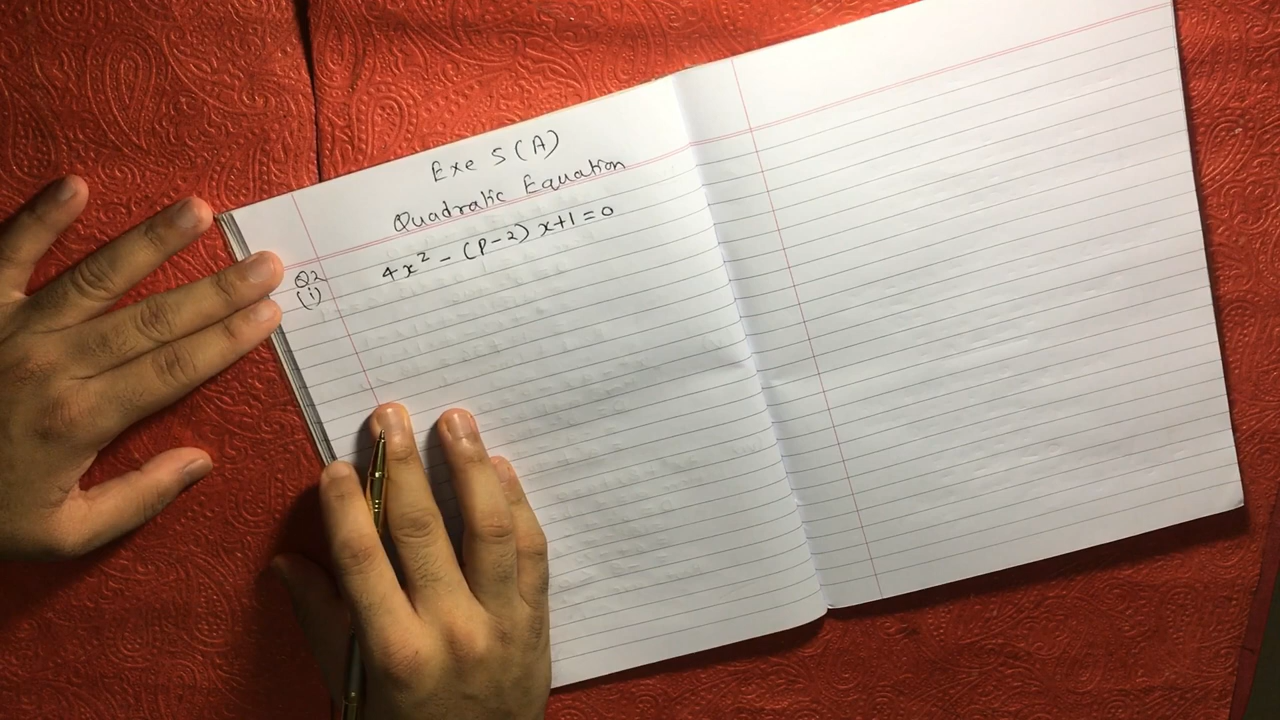 Exe 5(A)
Quadratic Equation
Q2 4x² - (P-2) x+1=0
(i)